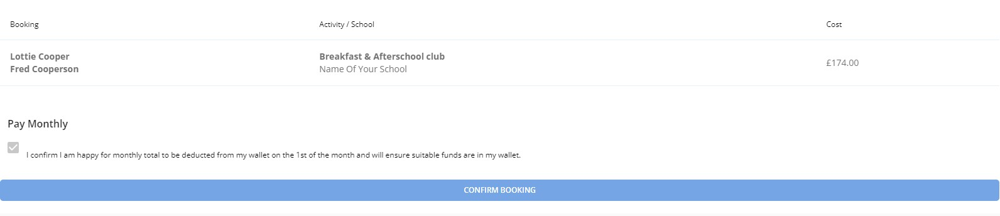 Booking Activity / School Cost
Lottie Cooper Breakfast & Afterschool club
Fred Cooperson Name Of Your School
£174.00
Pay Monthly
I confirm I am happy for monthly total to be deducted from my wallet on the 1st of the month and will ensure suitable funds are in my wallet.
CONFIRM BOOKING